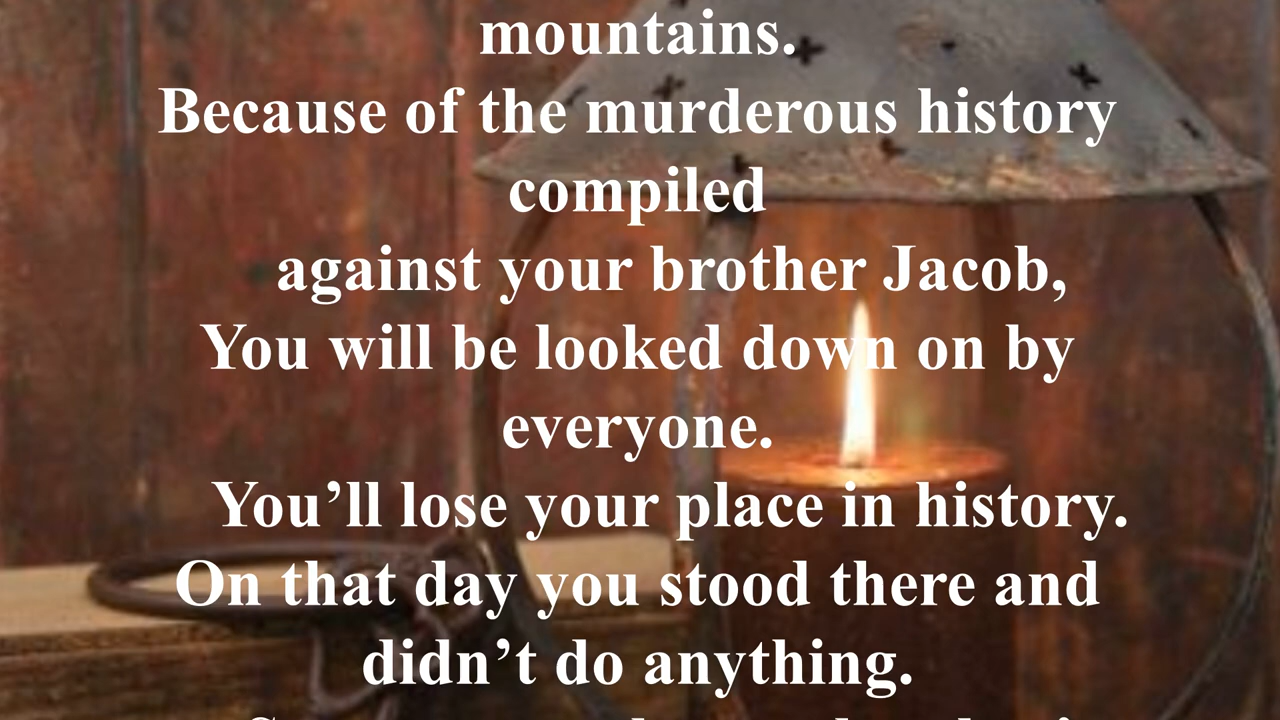 mountains.
Because of the murderous history
compiled
against your brother Jacob,
You will be looked down on by
everyone.
You’ll lose your place in history.
On that day you stood there and
didn’t do anything.